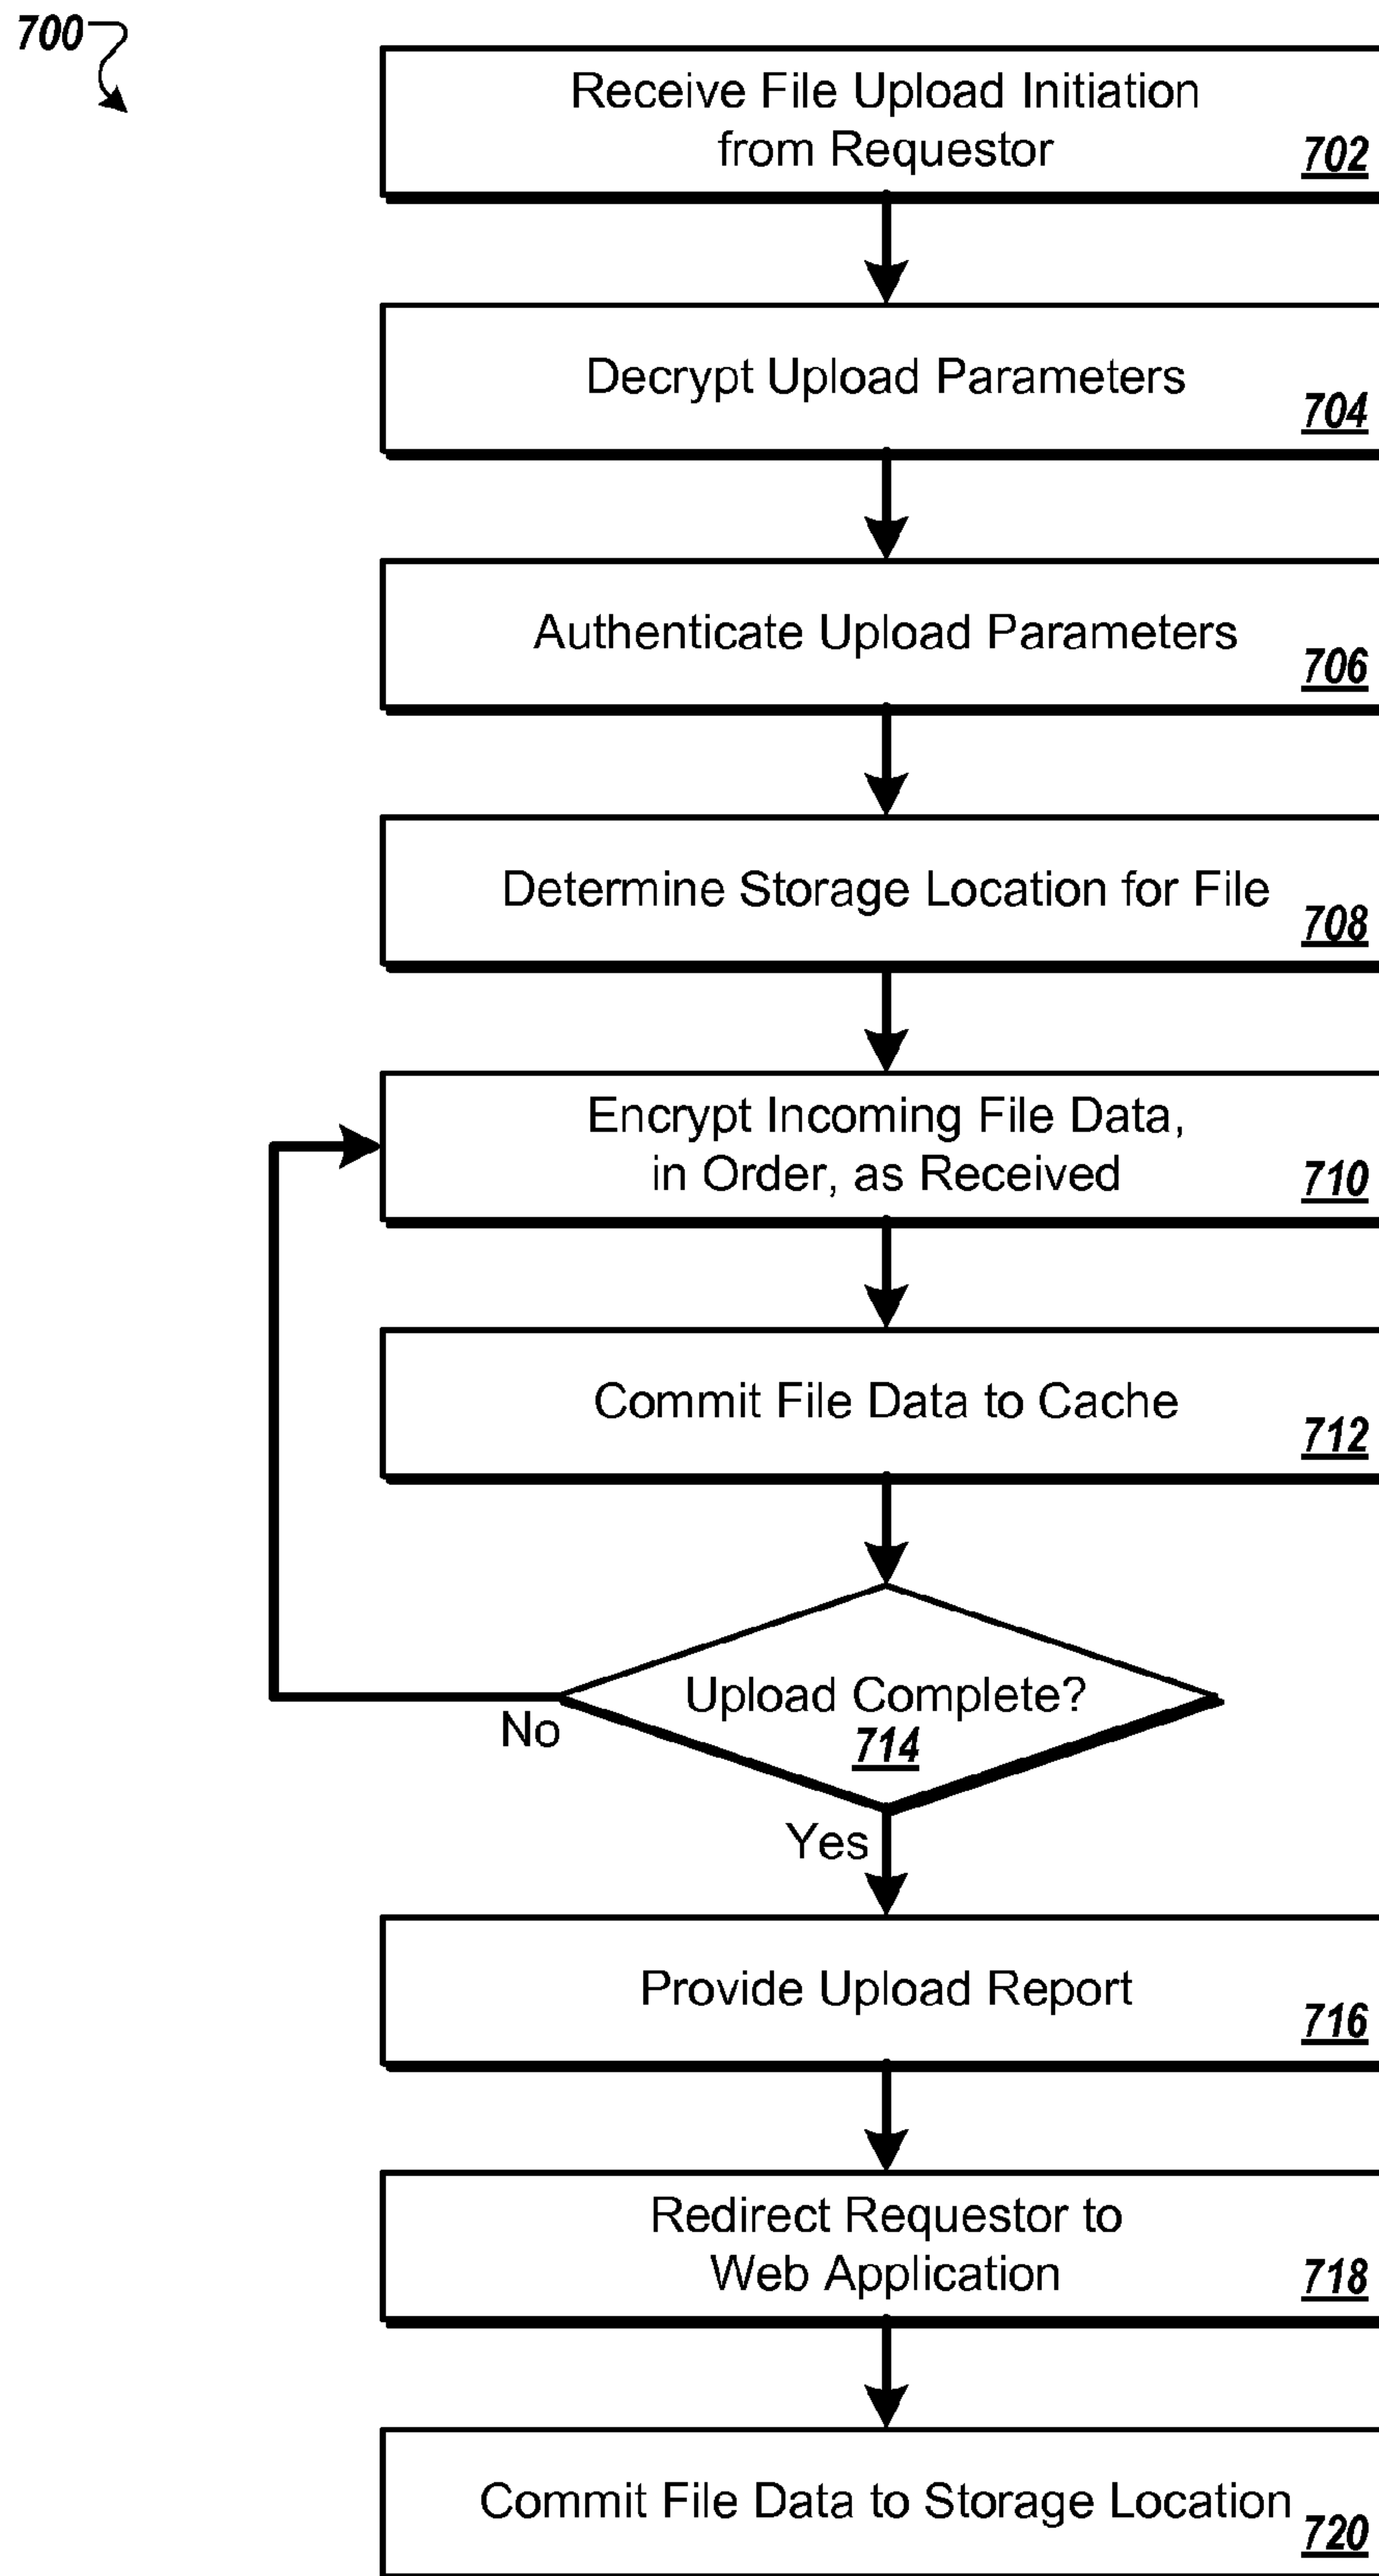 700
Receive File Upload Initiation
from Requestor
702
Decrypt Upload Parameters
704
Authenticate Upload Parameters
706
Determine Storage Location for File
708
Encrypt Incoming File Data,
in Order, as Received
710
Commit File Data to Cache
712
Upload Complete?
714
No
Yes
Provide Upload Report
716
Redirect Requestor to
Web Application
718
Commit File Data to Storage Location
720